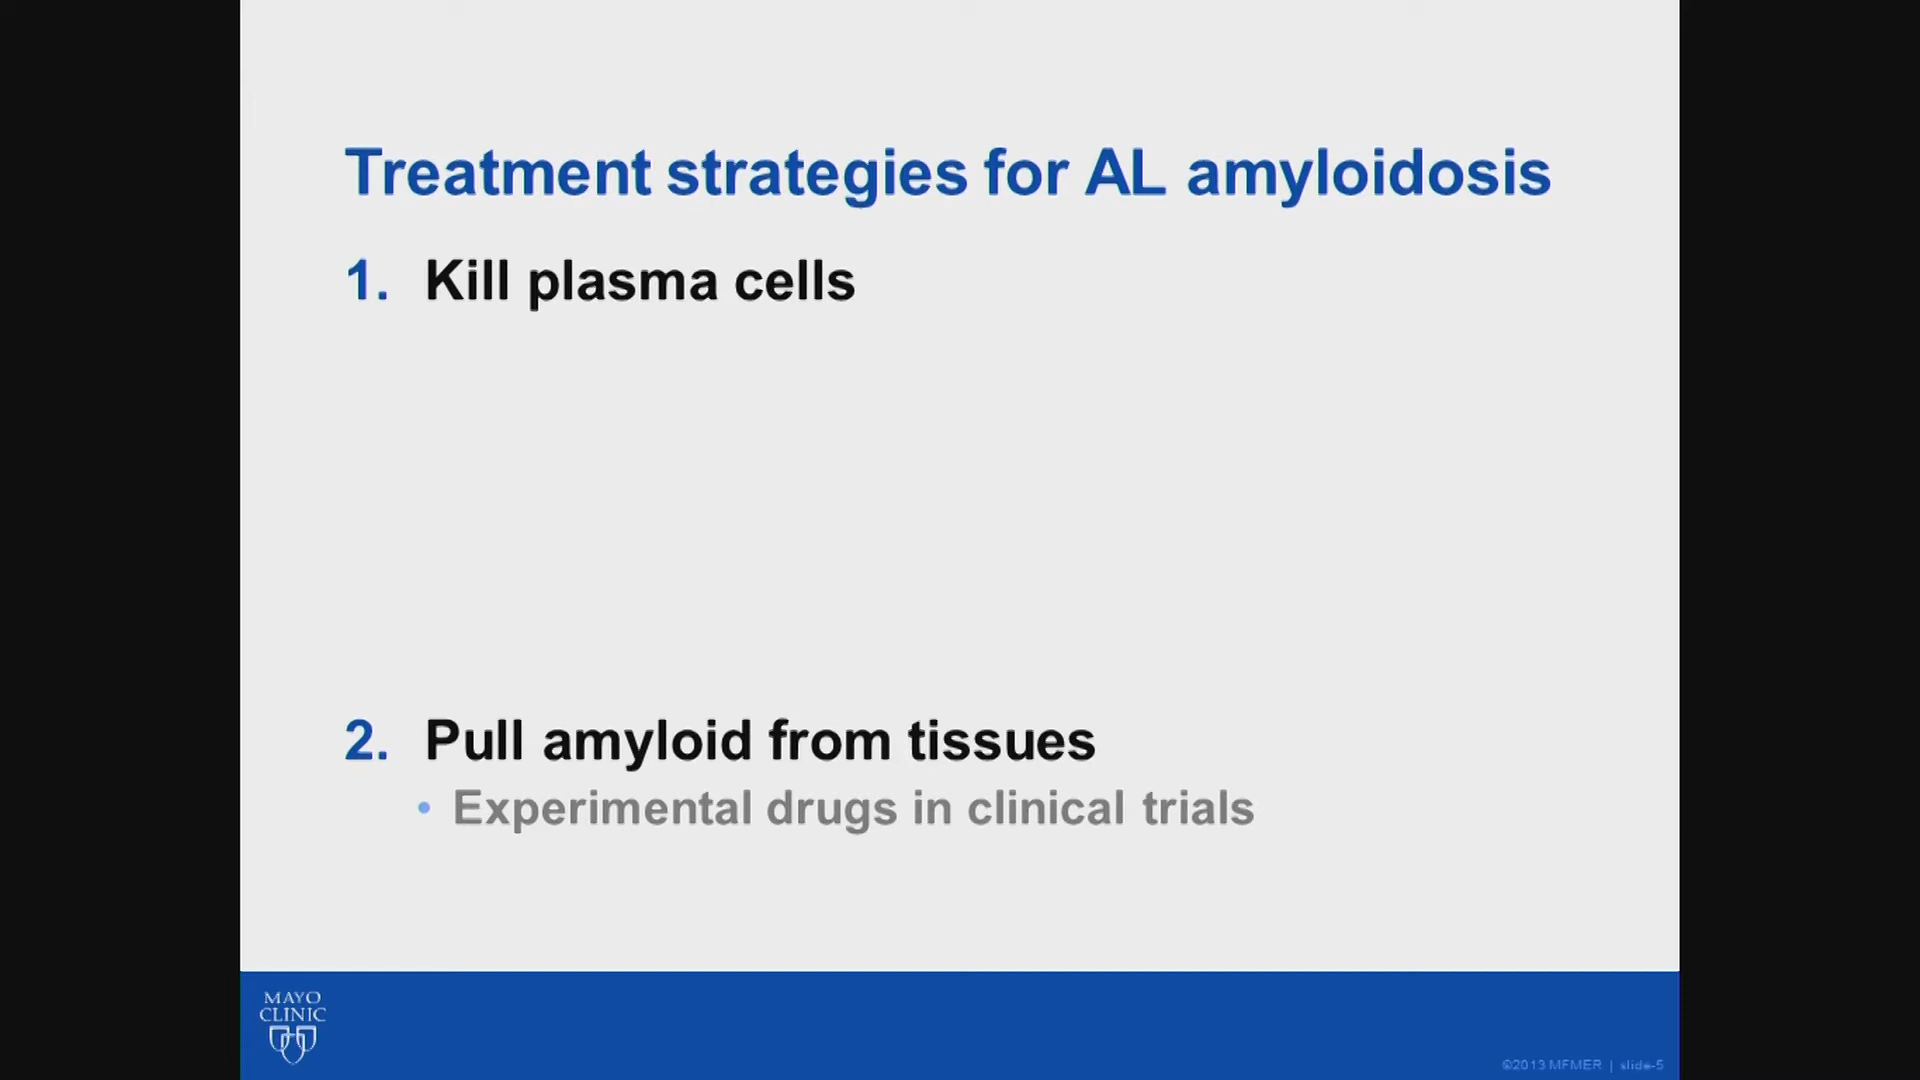 Treatment strategies for AL amyloidosis
1. Kill plasma cells
2. Pull amyloid from tissues
• Experimental drugs in clinical trials
MAYO
CLINIC
©2013 MFMER | slide-5